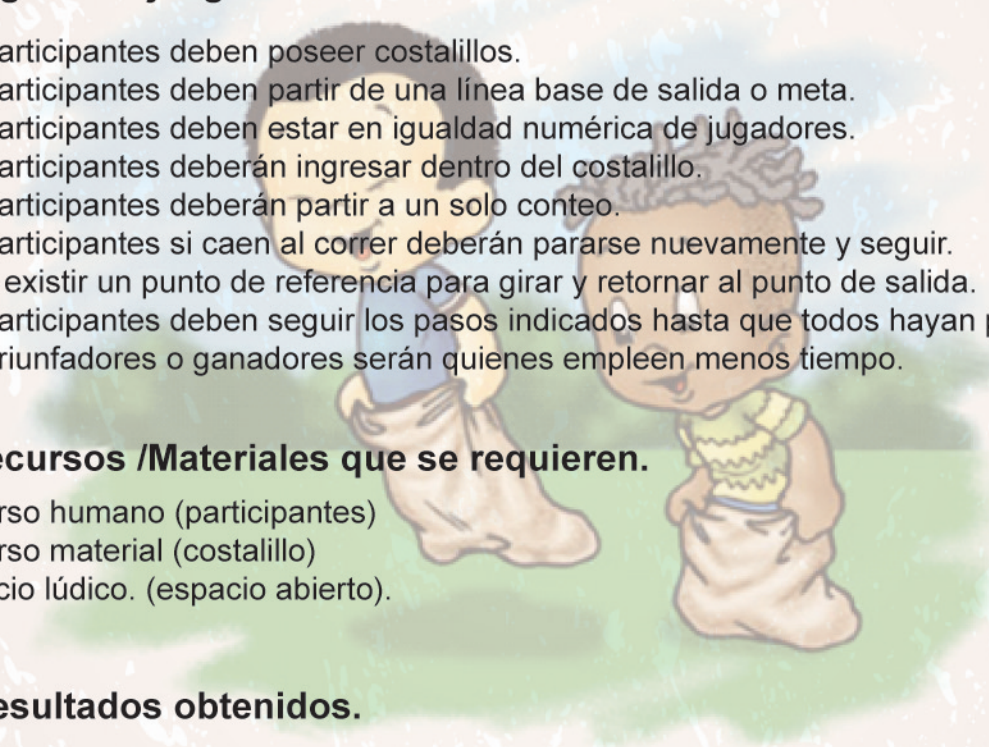 articipantes deben poseer costalillos.
articipantes deben partir de una línea base de salida o meta.
articipantes deben estar en igualdad numérica de jugadores.
articipantes deberán ingresar dentro del costalillo.
articipantes deberán partir a un solo conteo.
articipantes si caen al correr deberán pararse nuevamente y seguir.
existir un punto de referencia para girar y retornar al punto de salida.
articipantes deben seguir los pasos indicados hasta que todos hayan p
riunfadores o ganadores serán quienes empleen menos tiempo.
ecursos /Materiales que se requieren.
rso humano (participantes)
rso material (costalillo)
cio lúdico. (espacio abierto).
esultados obtenidos.